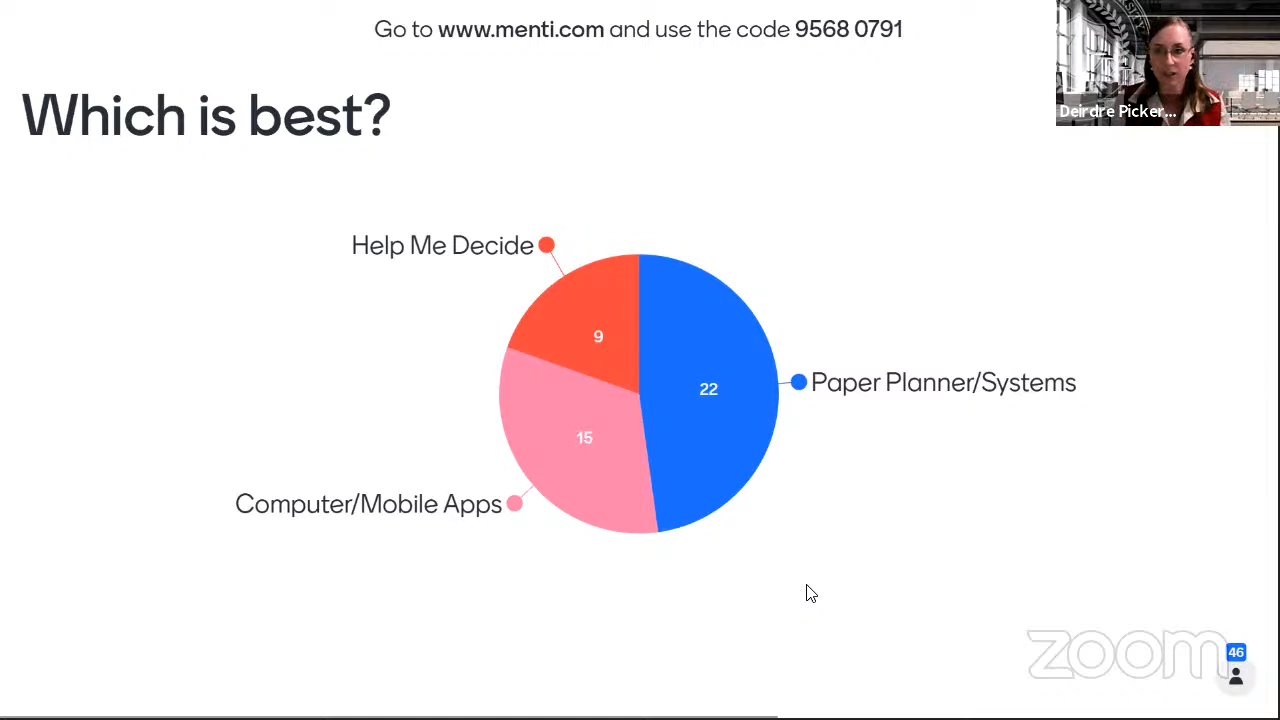 Go to www.menti.com and use the code 9568 0791
Deirdre Picker...
Which is best?
Help Me Decide
9
22
Paper Planner/Systems
15
Computer/Mobile Apps
zoom
46